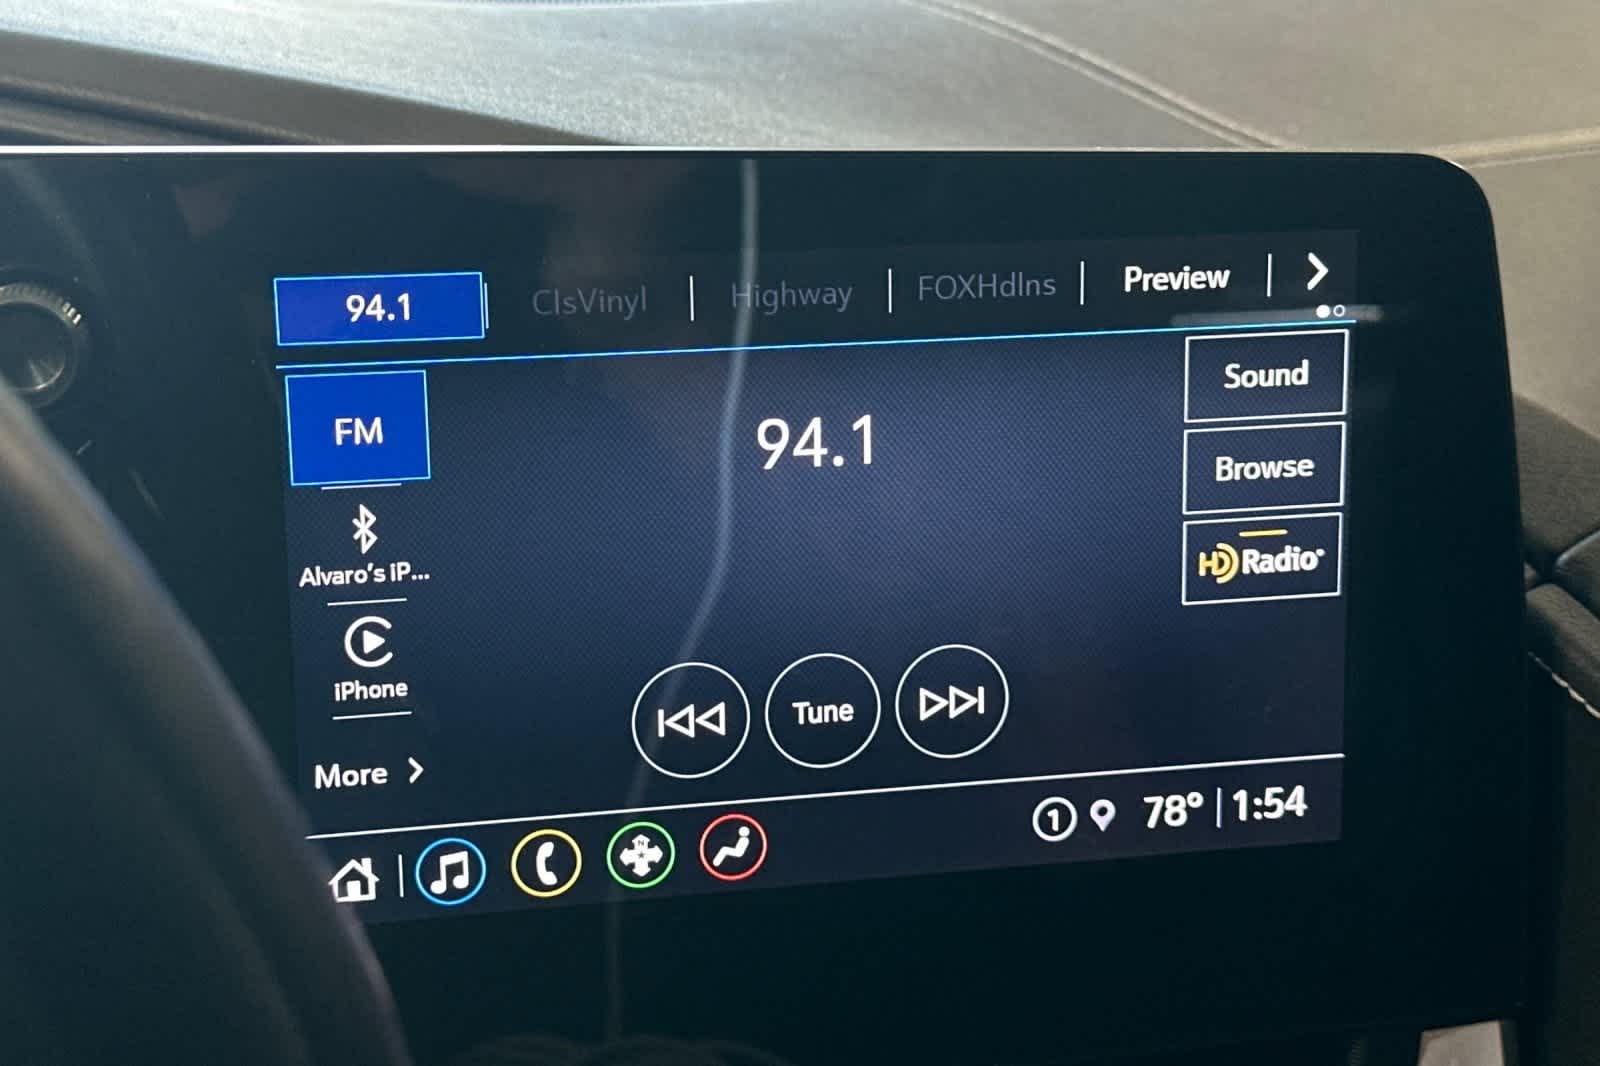 94.1
ClsVinyl
Highway
FOXHdlns
Preview
FM
94.1
Sound
Browse
HD Radio
Alvaro's iP...
iPhone
More
Tune
N
1
78° 1:54